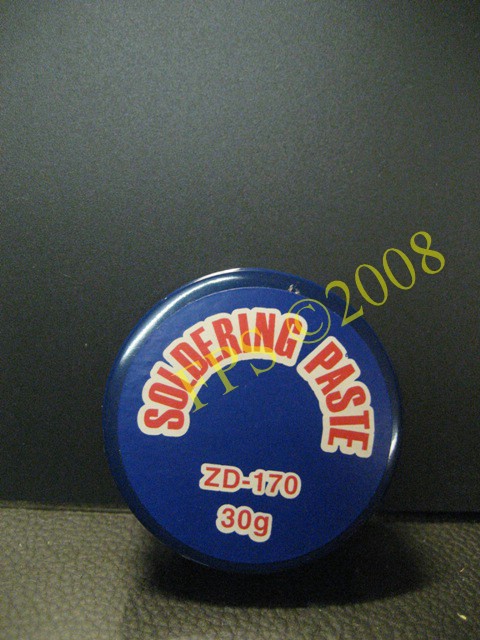 SOLDERING PASTE
ZD-170
30g
PPS ©2008